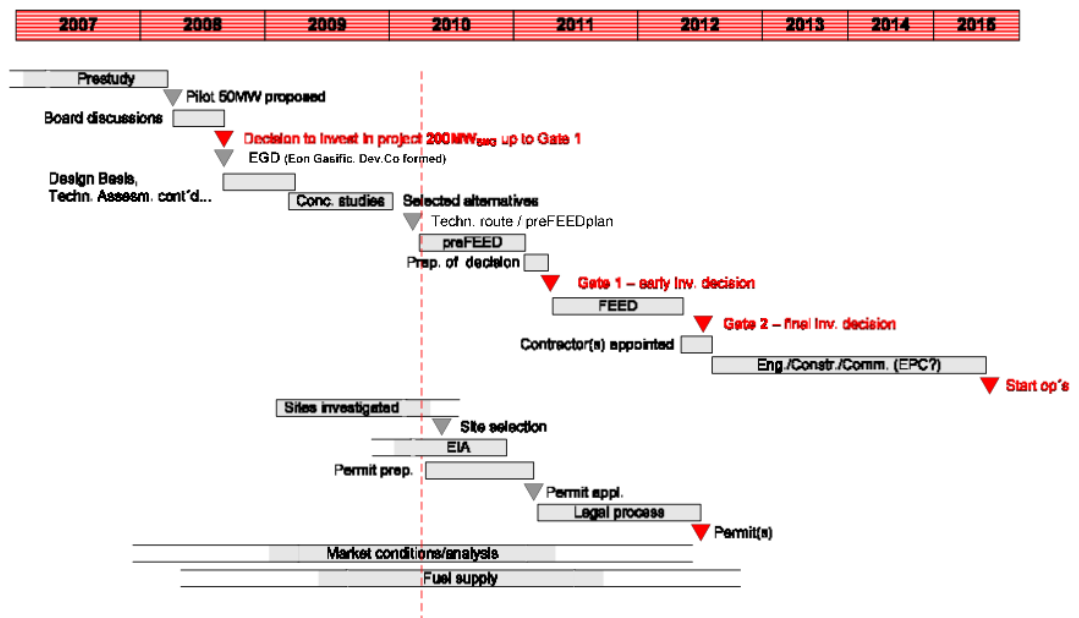 2007 2008 2009 2010 2011 2012 2013 2014 2015
Prestudy
Pilot 50MW proposed
Board discussions
Decision to invest in project 200MWSNG up to Gate 1
EGD (Eon Gasific. Dev.Co formed)
Design Basis,
Techn. Assesm. cont´d...
Conc. studies Selected alternatives
Techn. route / preFEEDplan
preFEED
Prep. of decision
Gate 1 – early inv. decision
FEED
Gate 2 – final inv. decision
Contractor(s) appointed
Eng./Constr./Comm. (EPC?)
Start op´s
Sites investigated
Site selection
EIA
Permit prep.
Permit appl.
Legal process
Permit(s)
Market conditions/analysis
Fuel supply